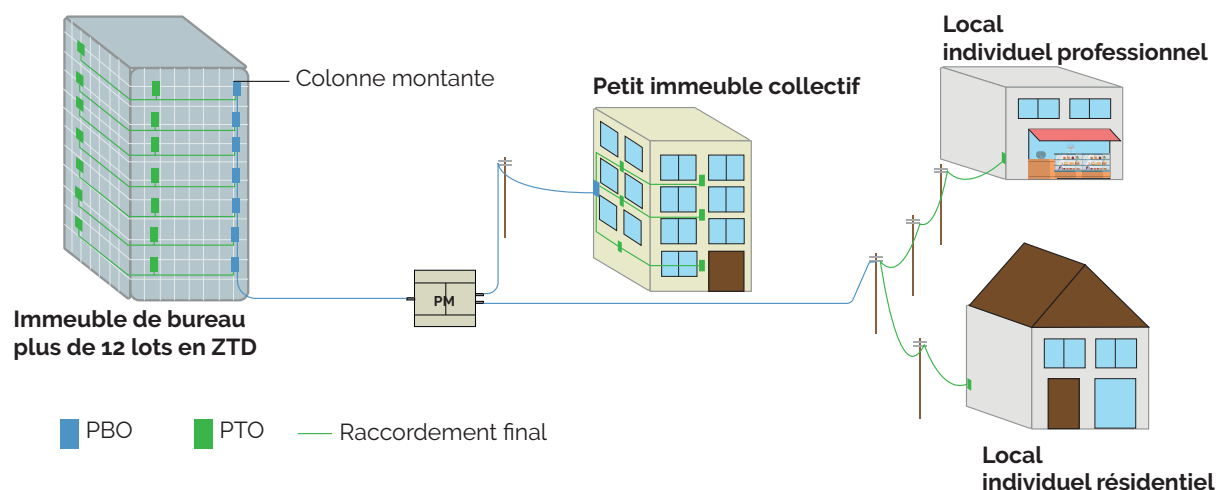 Local
individuel professionnel
Colonne montante
Petit immeuble collectif
PM
Immeuble de bureau
plus de 12 lots en ZTD
PBO
PTO
Raccordement final
Local
individuel résidentiel